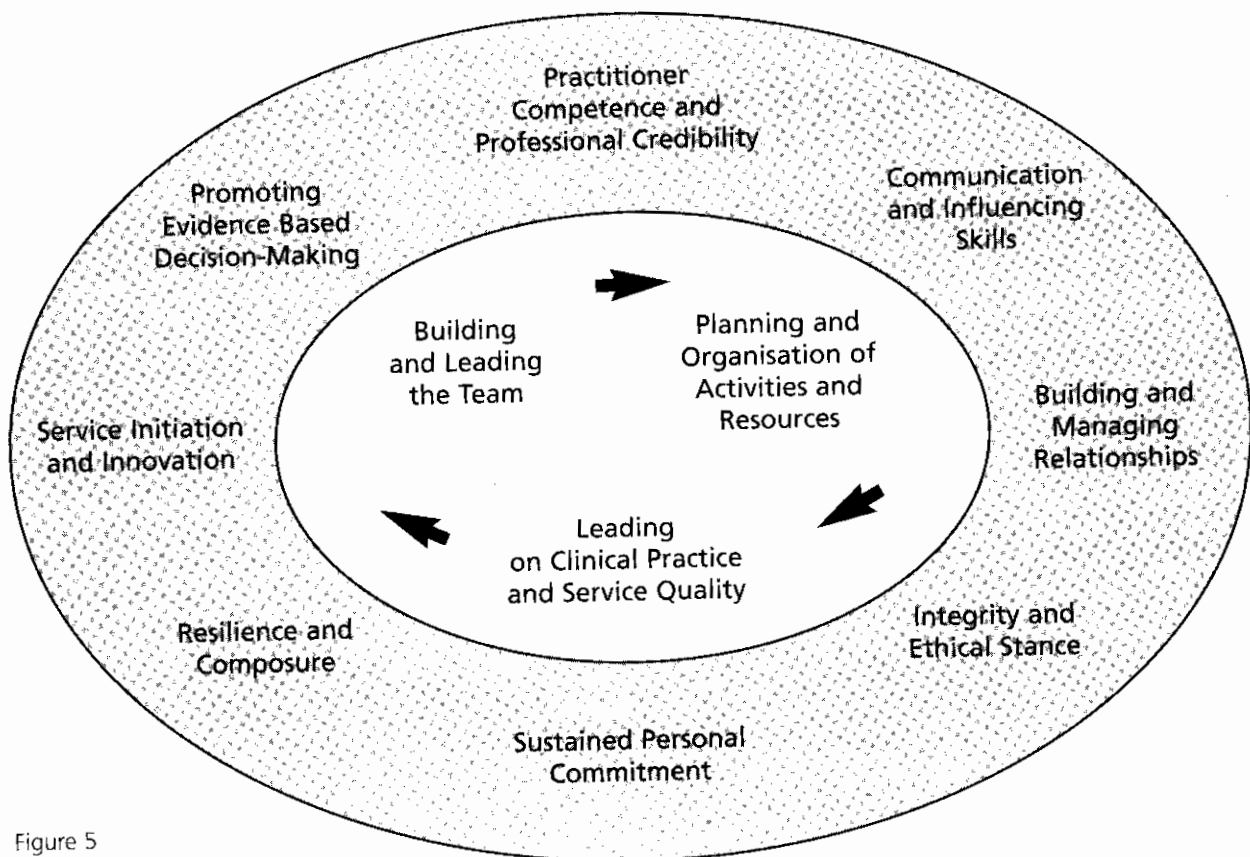 Practitioner
Competence and
Professional Credibility
Communication
and Influencing
Skills
Building and
Managing
Relationships
Integrity and
Ethical Stance
Sustained Personal
Commitment
Resilience and
Composure
Service Initiation
and Innovation
Promoting
Evidence Based
Decision-Making
Building
and Leading
the Team
Planning and
Organisation of
Activities and
Resources
Leading
on Clinical Practice
and Service Quality
Figure 5